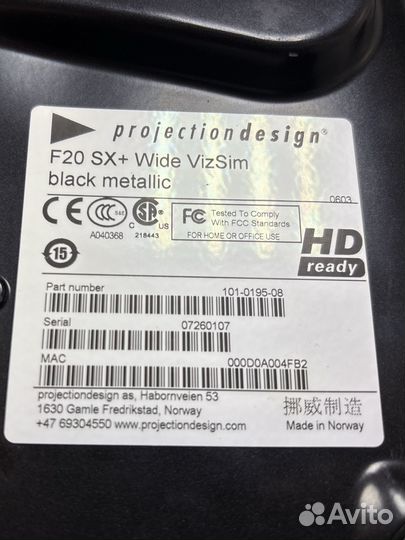 projectiondesign®
F20 SX+ Wide VizSim
black metallic
0603
CE CCC S&E
A040368
C SA US
218443
FC Tested To Comply
With FCC Standards
FOR HOME OR OFFICE USE
HD
ready
15
Part number 101-0195-08
Serial 07260107
MAC 000D0A004FB2
projectiondesign as, Habornveien 53
1630 Gamle Fredrikstad, Norway
+47 69304550 www.projectiondesign.com
挪威制造
Made in Norway
Avito